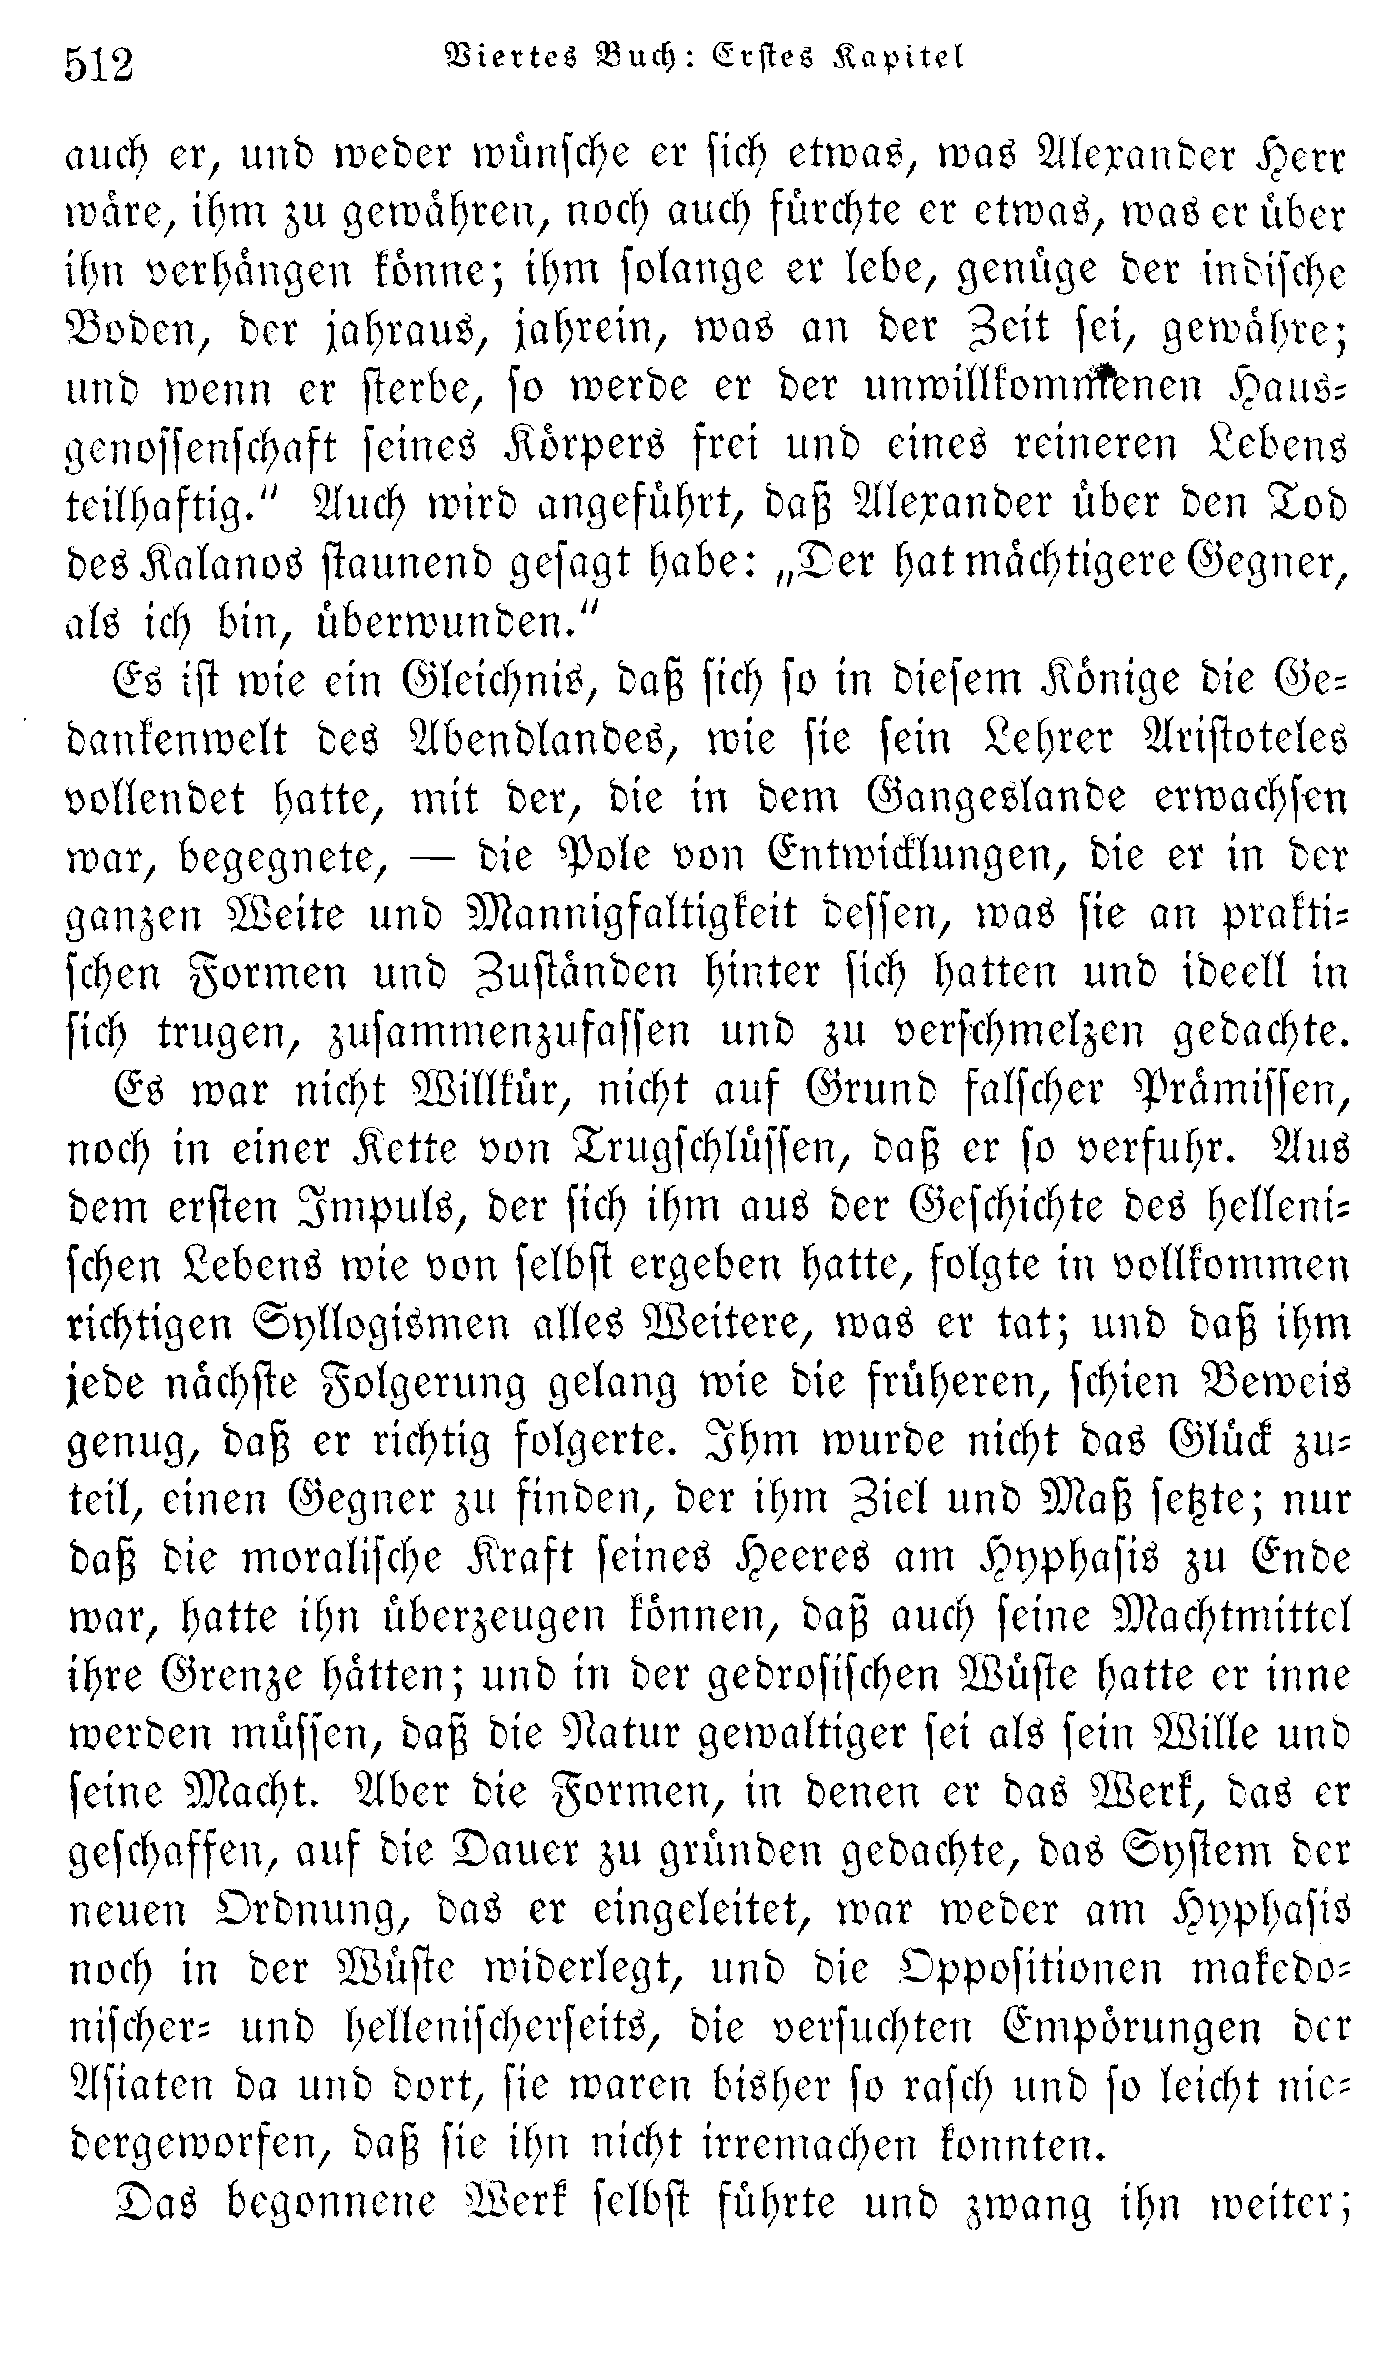 512
Viertes Buch: Erstes Kapitel
auch er, und weder wünsche er sich etwas, was Alexander Herr
wäre, ihm zu gewähren, noch auch fürchte er etwas, was er über
ihn verhängen könne; ihm solange er lebe, genüge der indische
Boden, der jahraus, jahrein, was an der Zeit sei, gewähre;
und wenn er sterbe, so werde er der unwillkommenen Haus-
genossenschaft seines Körpers frei und eines reineren Lebens
teilhaftig.“ Auch wird angeführt, daß Alexander über den Tod
des Kalanos staunend gesagt habe: „Der hat mächtigere Gegner,
als ich bin, überwunden.“
Es ist wie ein Gleichnis, daß sich so in diesem Könige die Ge-
dankenwelt des Abendlandes, wie sie sein Lehrer Aristoteles
vollendet hatte, mit der, die in dem Gangeslande erwachsen
war, begegnete, — die Pole von Entwicklungen, die er in der
ganzen Weite und Mannigfaltigkeit dessen, was sie an prakti-
schen Formen und Zuständen hinter sich hatten und ideell in
sich trugen, zusammenzufassen und zu verschmelzen gedachte.
Es war nicht Willkür, nicht auf Grund falscher Prämissen,
noch in einer Kette von Trugschlüssen, daß er so verfuhr. Aus
dem ersten Impuls, der sich ihm aus der Geschichte des helleni-
schen Lebens wie von selbst ergeben hatte, folgte in vollkommen
richtigen Syllogismen alles Weitere, was er tat; und daß ihm
jede nächste Folgerung gelang wie die früheren, schien Beweis
genug, daß er richtig folgerte. Ihm wurde nicht das Glück zu-
teil, einen Gegner zu finden, der ihm Ziel und Maß setzte; nur
daß die moralische Kraft seines Heeres am Hyphasis zu Ende
war, hatte ihn überzeugen können, daß auch seine Machtmittel
ihre Grenze hätten; und in der gedrosischen Wüste hatte er inne
werden müssen, daß die Natur gewaltiger sei als sein Wille und
seine Macht. Aber die Formen, in denen er das Werk, das er
geschaffen, auf die Dauer zu gründen gedachte, das System der
neuen Ordnung, das er eingeleitet, war weder am Hyphasis
noch in der Wüste widerlegt, und die Oppositionen makedo-
nischer- und hellenischerseits, die versuchten Empörungen der
Asiaten da und dort, sie waren bisher so rasch und so leicht nie-
dergeworfen, daß sie ihn nicht irremachen konnten.
Das begonnene Werk selbst führte und zwang ihn weiter;